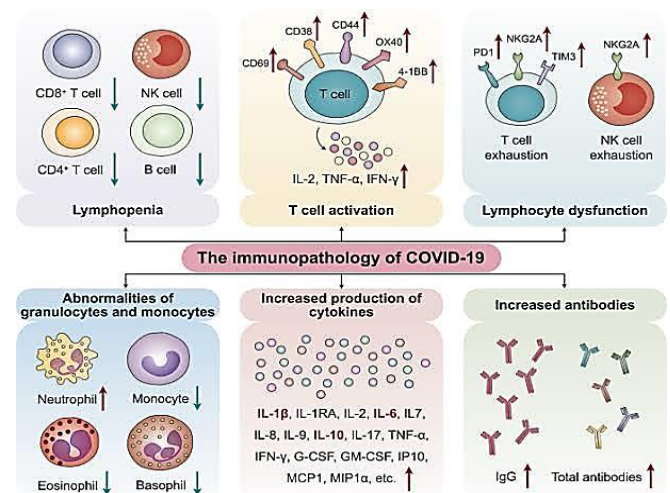 CD8⁺ T cell
NK cell
CD4⁺ T cell
B cell
Lymphopenia
CD69
CD38
CD44
OX40
4-1BB
T cell
IL-2, TNF-α, IFN-γ
T cell activation
PD1
NKG2A
TIM3
NKG2A
T cell
exhaustion
NK cell
exhaustion
Lymphocyte dysfunction
The immunopathology of COVID-19
Abnormalities of
granulocytes and monocytes
Neutrophil
Monocyte
Eosinophil
Basophil
Increased production of
cytokines
IL-1β, IL-1RA, IL-2, IL-6, IL7,
IL-8, IL-9, IL-10, IL-17, TNF-α,
IFN-γ, G-CSF, GM-CSF, IP10,
MCP1, MIP1α, etc.
Increased antibodies
IgG
Total antibodies